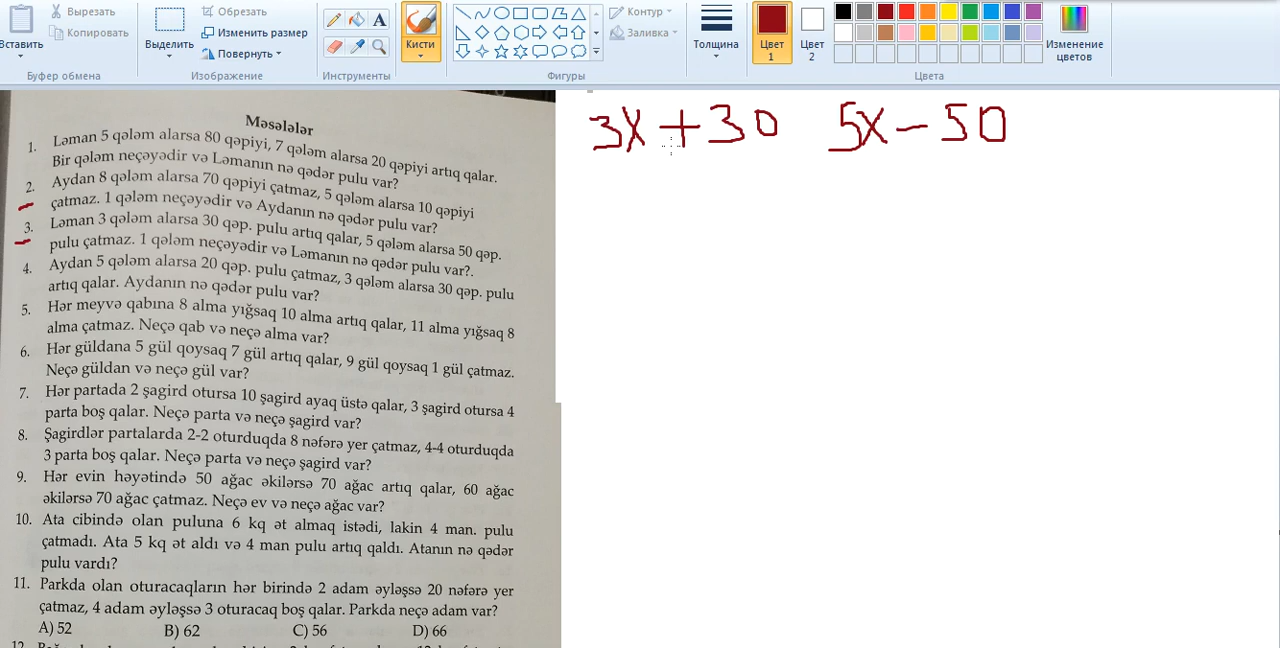 Вставить
Вырезать
Копировать
Буфер обмена
Выделить
Обрезать
Изменить размер
Повернуть
Изображение
A
Инструменты
Кисти
Контур
Заливка
Фигуры
Толщина
Цвет 1
Цвет 2
Изменение цветов
Цвета
Məsələlər
1. Ləman 5 qələm alarsa 80 qəpiyi, 7 qələm alarsa 20 qəpiyi artıq qalar.
Bir qələm neçəyədir və Ləmanın nə qədər pulu var?
2. Aydan 8 qələm alarsa 70 qəpiyi çatmaz, 5 qələm alarsa 10 qəpiyi
çatmaz. 1 qələm neçəyədir və Aydanın nə qədər pulu var?
3. Ləman 3 qələm alarsa 30 qəp. pulu artıq qalar, 5 qələm alarsa 50 qəp.
pulu çatmaz. 1 qələm neçəyədir və Ləmanın nə qədər pulu var?.
4. Aydan 5 qələm alarsa 20 qəp. pulu çatmaz, 3 qələm alarsa 30 qəp. pulu
artıq qalar. Aydanın nə qədər pulu var?
5. Hər meyvə qabına 8 alma yığsaq 10 alma artıq qalar, 11 alma yığsaq 8
alma çatmaz. Neçə qab və neçə alma var?
6. Hər güldana 5 gül qoysaq 7 gül artıq qalar, 9 gül qoysaq 1 gül çatmaz.
Neçə güldan və neçə gül var?
7. Hər partada 2 şagird otursa 10 şagird ayaq üstə qalar, 3 şagird otursa 4
parta boş qalar. Neçə parta və neçə şagird var?
8. Şagirdlər partalarda 2-2 oturduqda 8 nəfərə yer çatmaz, 4-4 oturduqda
3 parta boş qalar. Neçə parta və neçə şagird var?
9. Hər evin həyətində 50 ağac əkilərsə 70 ağac artıq qalar, 60 ağac
əkilərsə 70 ağac çatmaz. Neçə ev və neçə ağac var?
10. Ata cibində olan puluna 6 kq ət almaq istədi, lakin 4 man. pulu
çatmadı. Ata 5 kq ət aldı və 4 man pulu artıq qaldı. Atanın nə qədər
pulu vardı?
11. Parkda olan oturacaqların hər birində 2 adam əyləşsə 20 nəfərə yer
çatmaz, 4 adam əyləşsə 3 oturacaq boş qalar. Parkda neçə adam var?
A) 52 B) 62 C) 56 D) 66
3x + 30 5x - 50